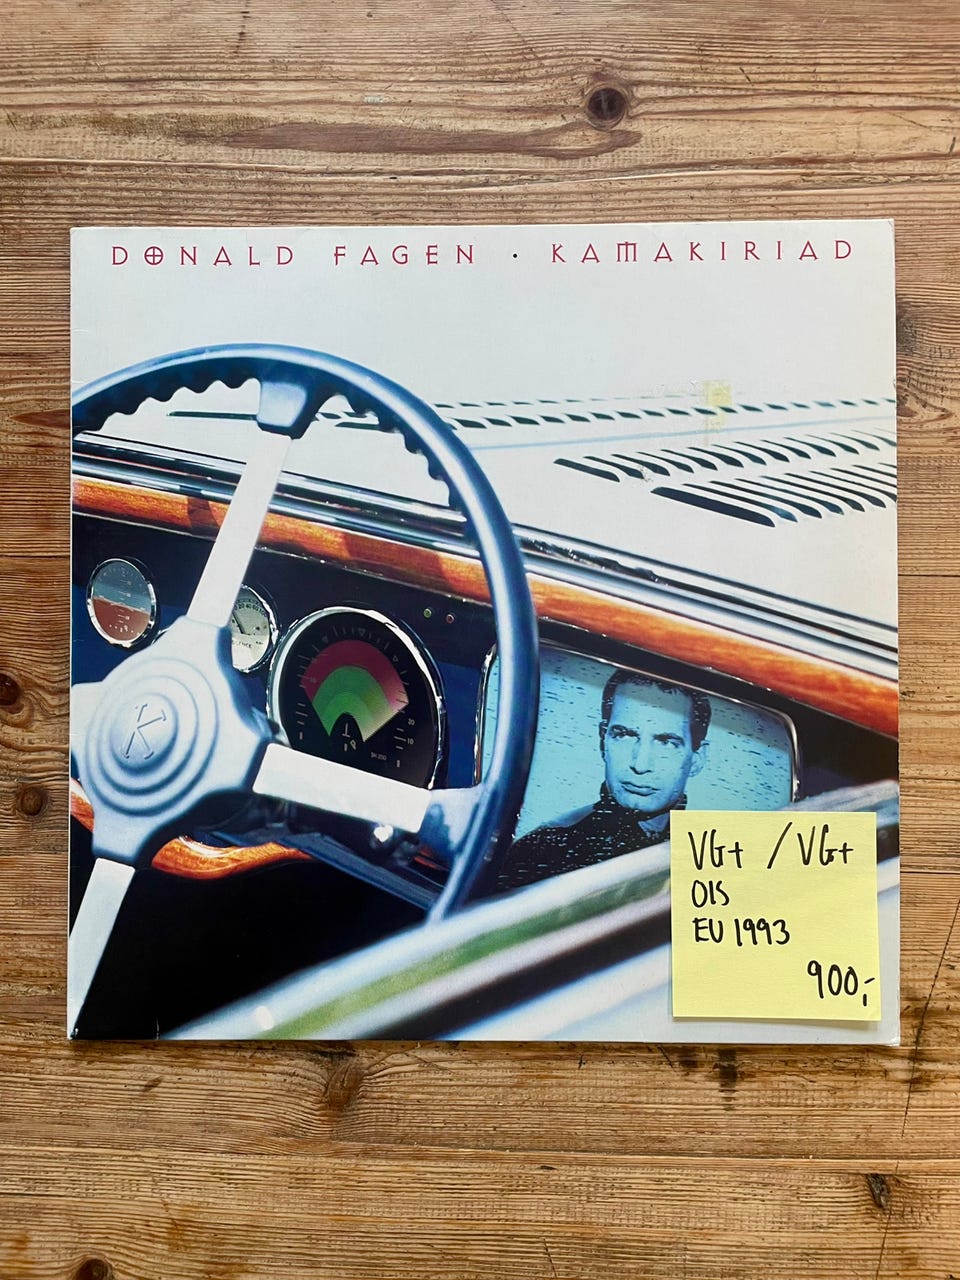 DONALD FAGEN · KAMAKIRIAD
K
VG+ / VG+
OIS
EU 1993
900,-